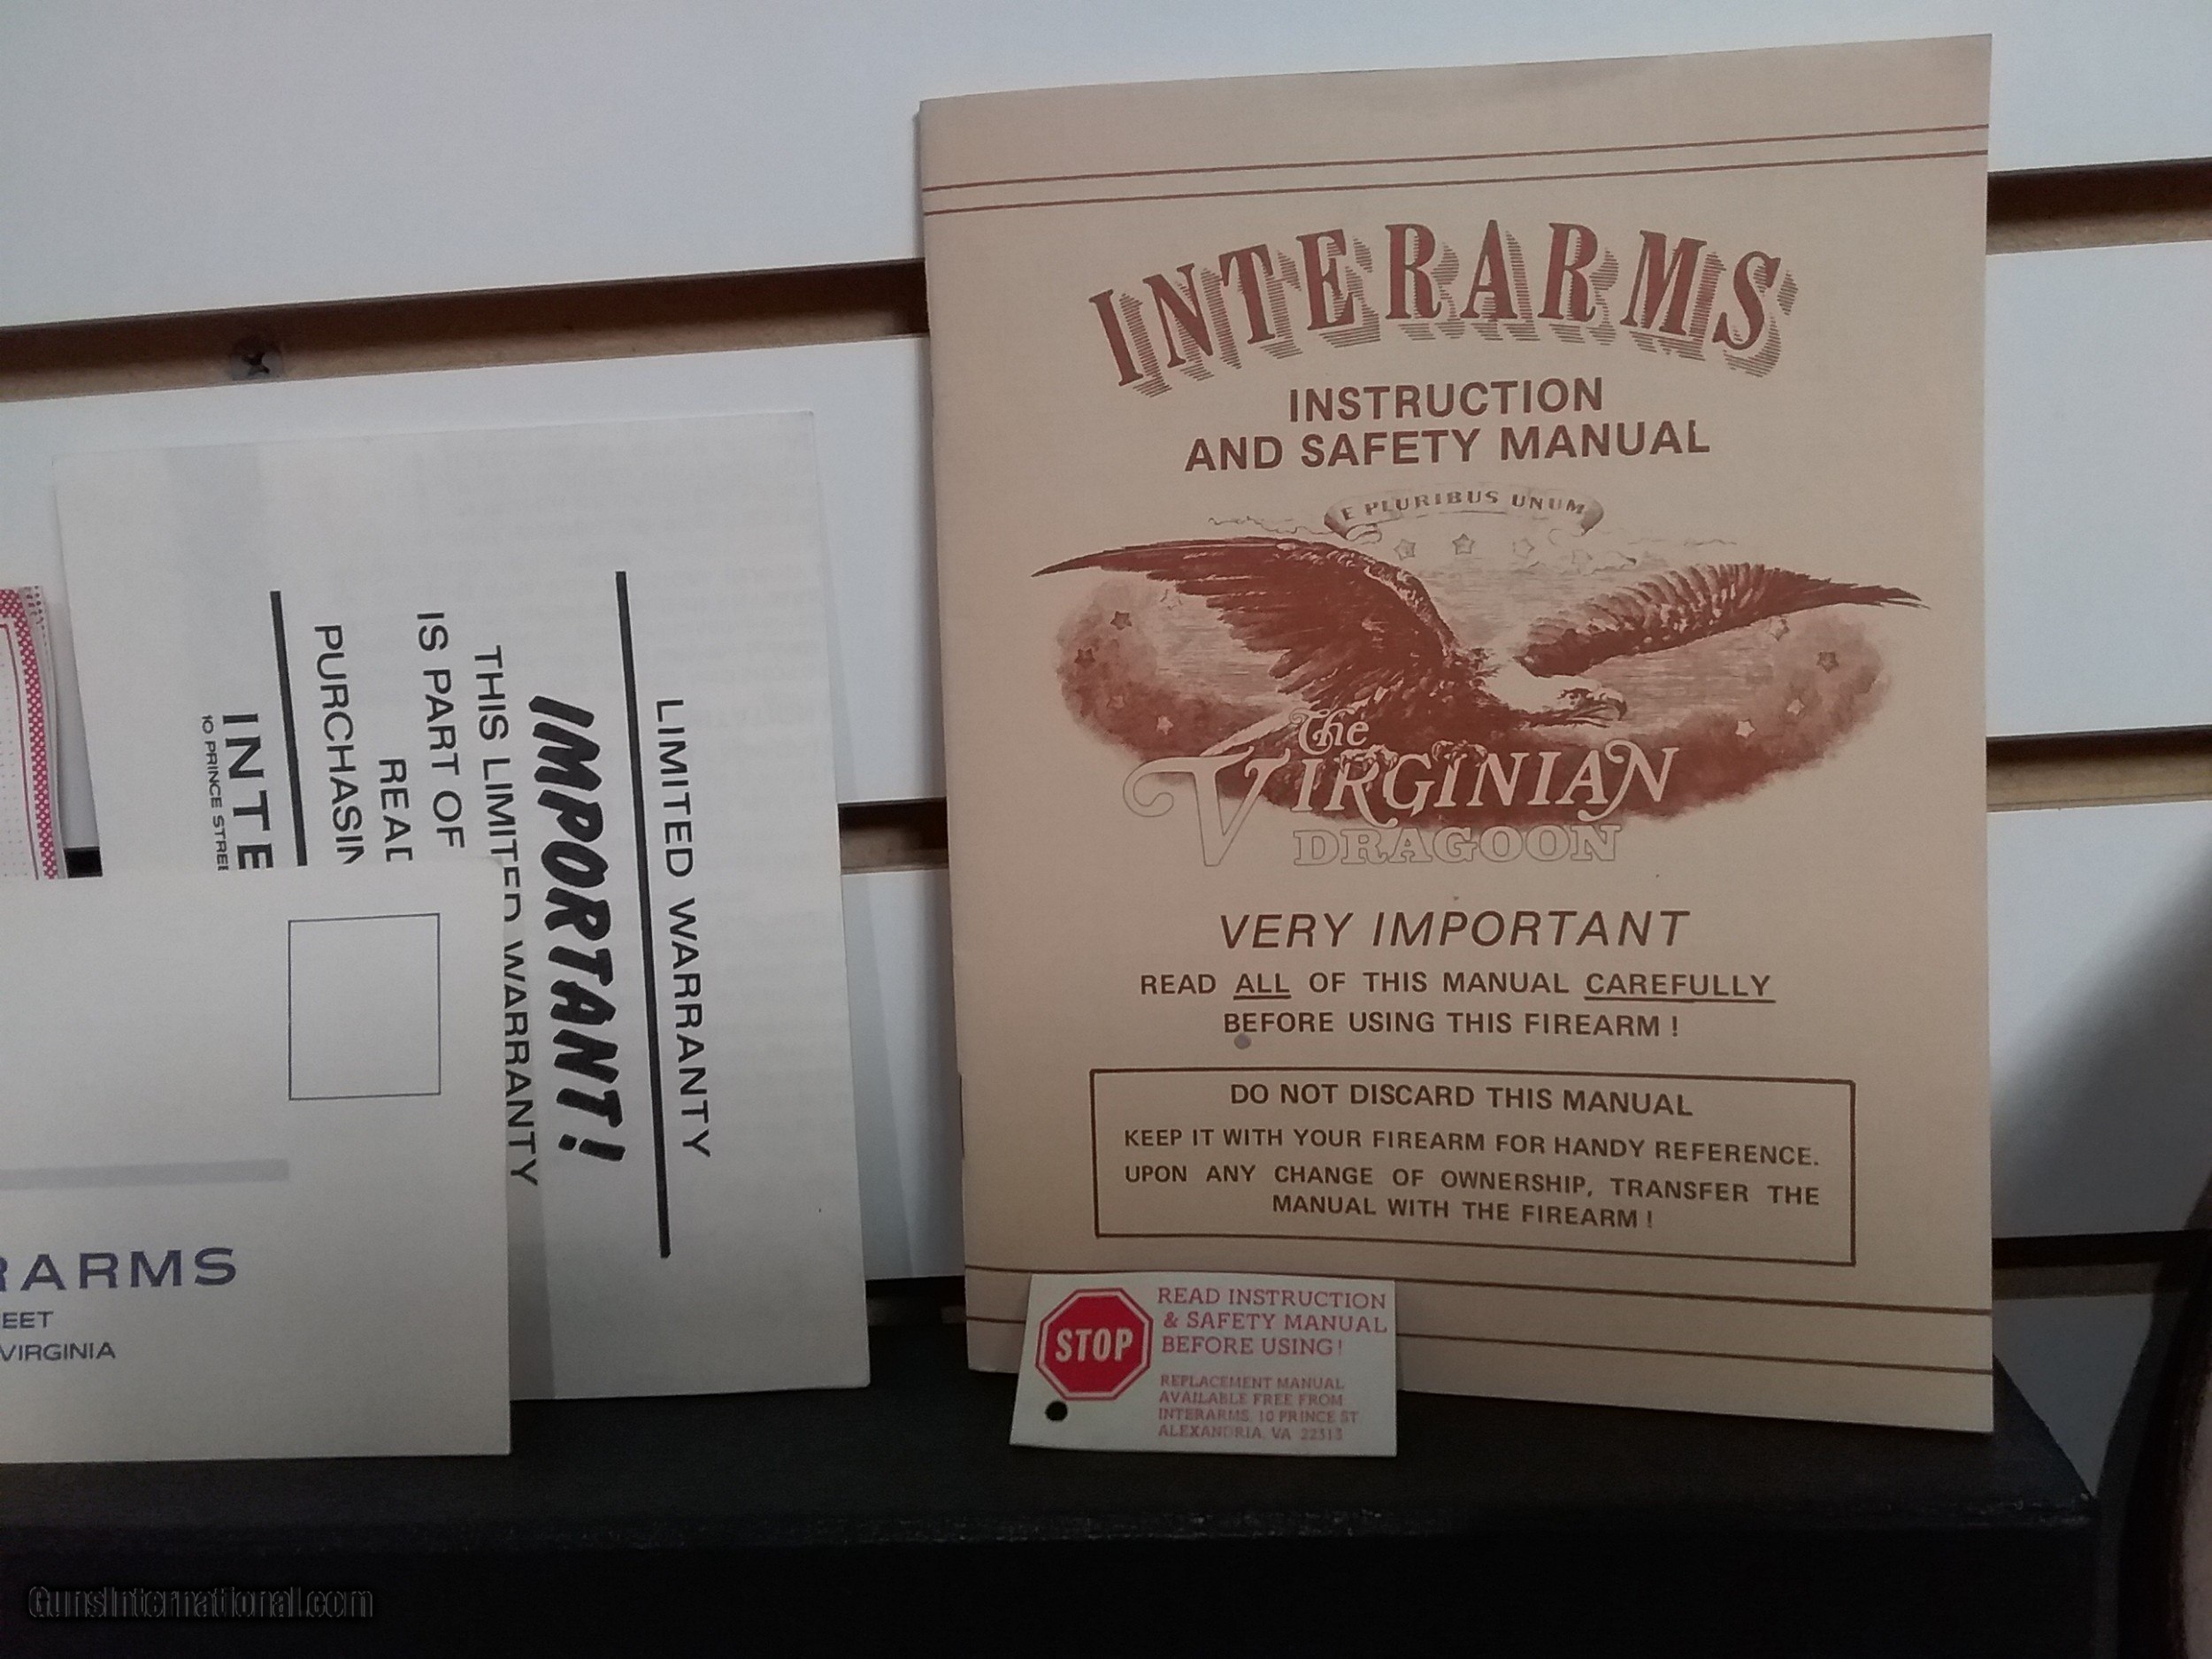 INTERARMS
INSTRUCTION
AND SAFETY MANUAL
E PLURIBUS UNUM
The
VIRGINIAN
DRAGOON
VERY IMPORTANT
READ ALL OF THIS MANUAL CAREFULLY
BEFORE USING THIS FIREARM !
DO NOT DISCARD THIS MANUAL
KEEP IT WITH YOUR FIREARM FOR HANDY REFERENCE.
UPON ANY CHANGE OF OWNERSHIP, TRANSFER THE
MANUAL WITH THE FIREARM !
STOP
READ INSTRUCTION
& SAFETY MANUAL
BEFORE USING!
REPLACEMENT MANUAL
AVAILABLE FREE FROM
INTERARMS, 10 PRINCE ST
ALEXANDRIA, VA 22313
LIMITED WARRANTY
IMPORTANT!
THIS LIMITED WARRANTY
IS PART OF
READ
PURCHASIN
INTE
10 PRINCE STREE
RARMS
EET
VIRGINIA
GunsInternational.com